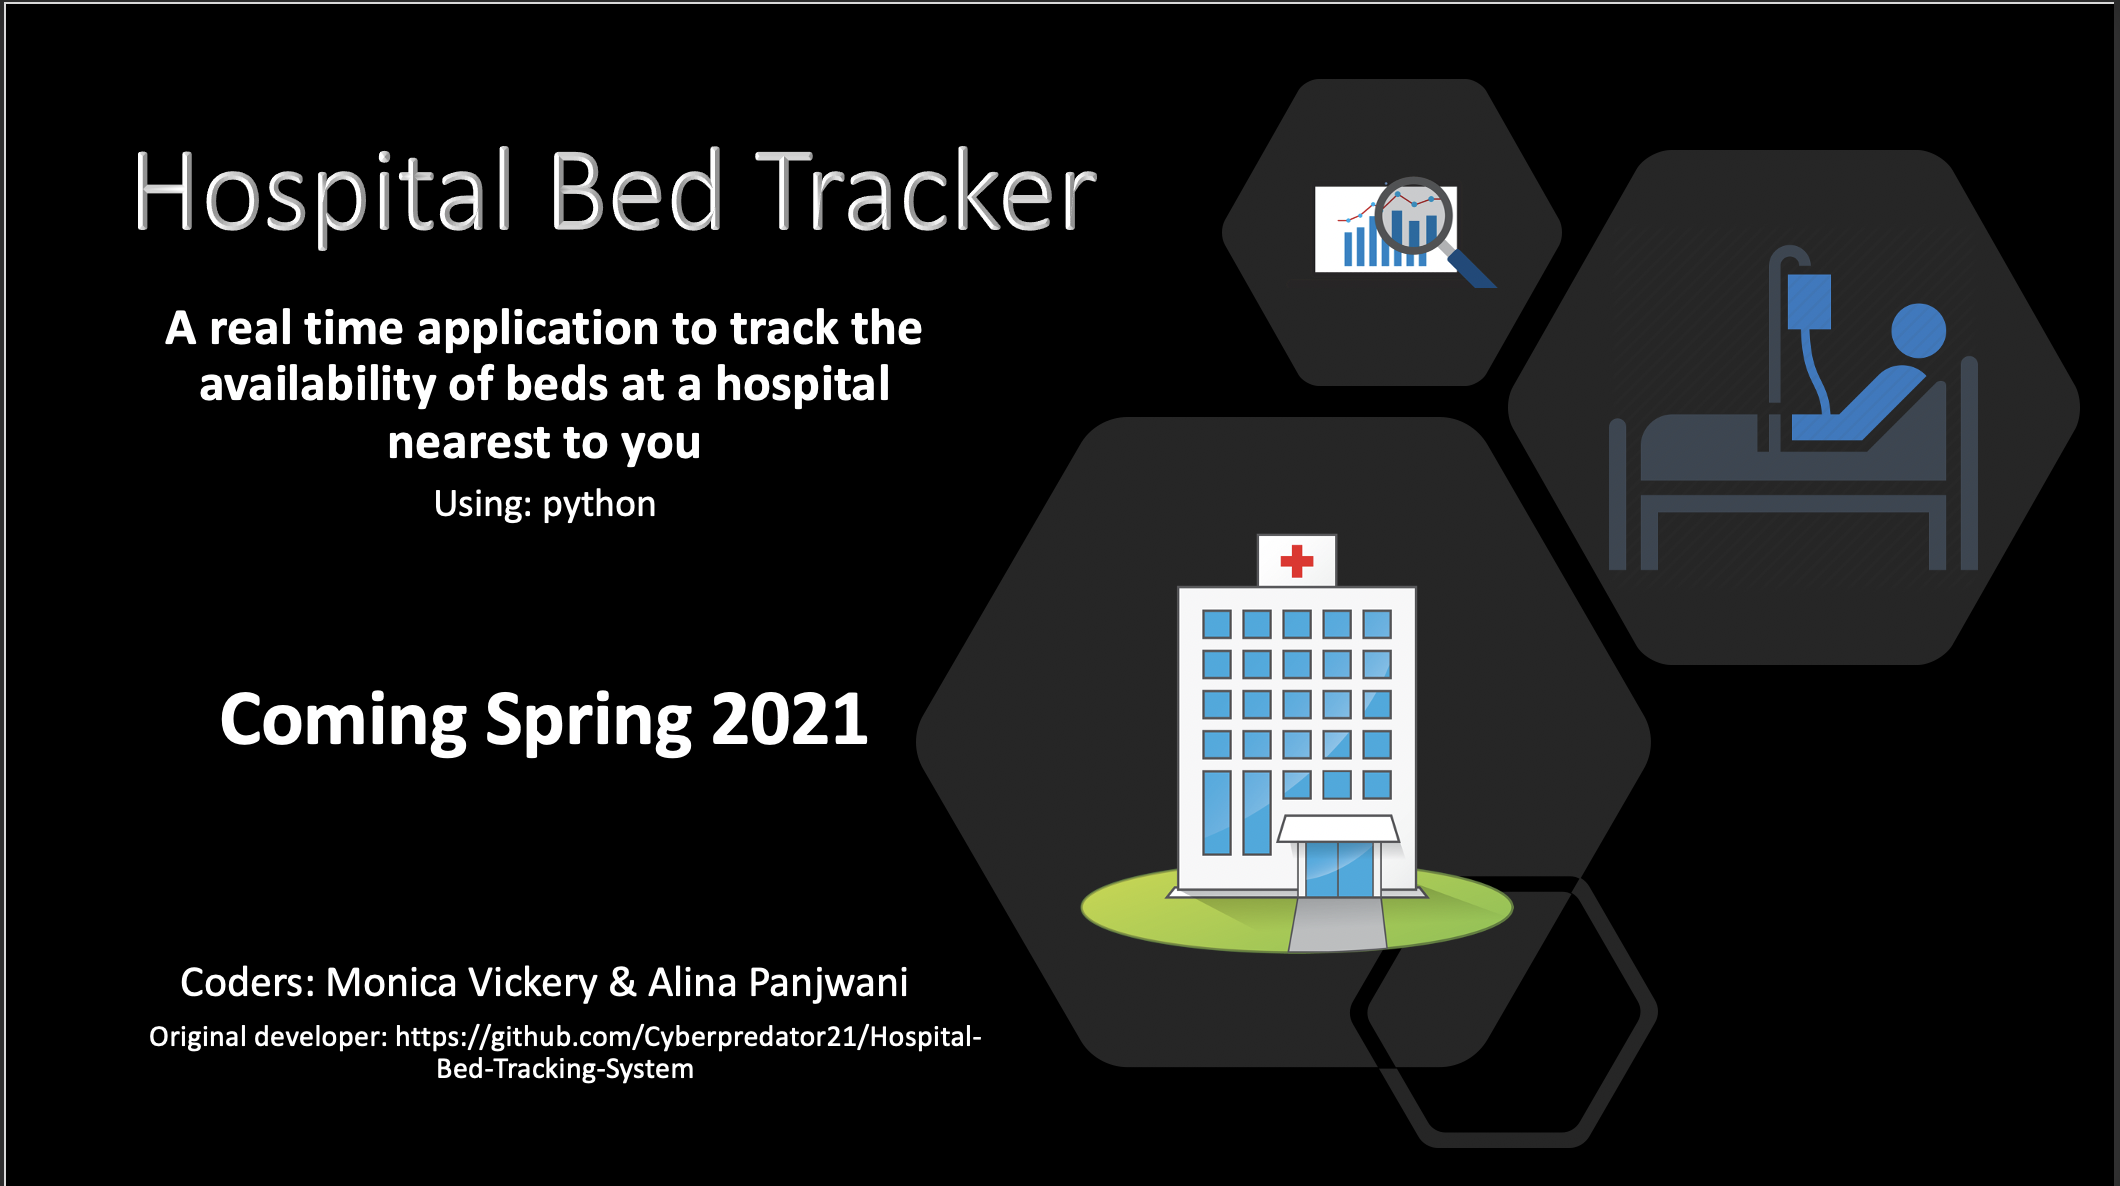 Hospital Bed Tracker
A real time application to track the
availability of beds at a hospital
nearest to you
Using: python
Coming Spring 2021
Coders: Monica Vickery & Alina Panjwani
Original developer: https://github.com/Cyberpredator21/Hospital-
Bed-Tracking-System